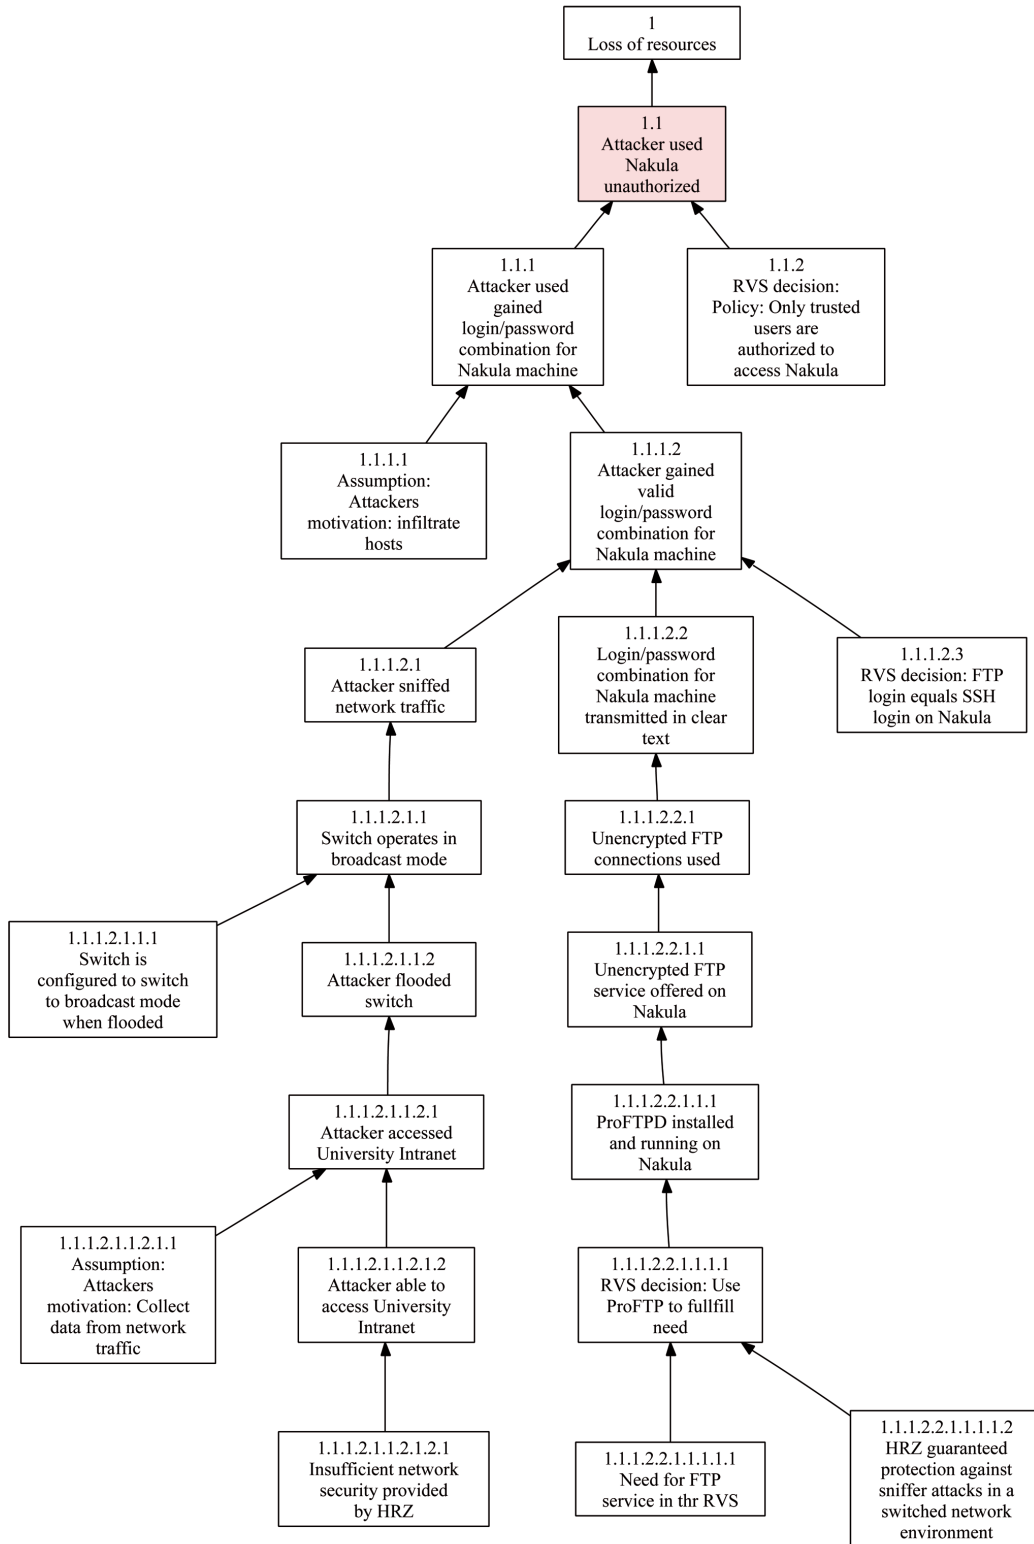 1
Loss of resources
1.1
Attacker used
Nakula
unauthorized
1.1.1
Attacker used
gained
login/password
combination for
Nakula machine
1.1.2
RVS decision:
Policy: Only trusted
users are
authorized to
access Nakula
1.1.1.1
Assumption:
Attackers
motivation: infiltrate
hosts
1.1.1.2
Attacker gained
valid
login/password
combination for
Nakula machine
1.1.1.2.1
Attacker sniffed
network traffic
1.1.1.2.2
Login/password
combination for
Nakula machine
transmitted in clear
text
1.1.1.2.3
RVS decision: FTP
login equals SSH
login on Nakula
1.1.1.2.1.1
Switch operates in
broadcast mode
1.1.1.2.2.1
Unencrypted FTP
connections used
1.1.1.2.1.1.1
Switch is
configured to switch
to broadcast mode
when flooded
1.1.1.2.1.1.2
Attacker flooded
switch
1.1.1.2.2.1.1
Unencrypted FTP
service offered on
Nakula
1.1.1.2.1.1.2.1
Attacker accessed
University Intranet
1.1.1.2.2.1.1.1
ProFTPD installed
and running on
Nakula
1.1.1.2.1.1.2.1.1
Assumption:
Attackers
motivation: Collect
data from network
traffic
1.1.1.2.1.1.2.1.2
Attacker able to
access University
Intranet
1.1.1.2.2.1.1.1.1
RVS decision: Use
ProFTP to fullfill
need
1.1.1.2.1.1.2.1.2.1
Insufficient network
security provided
by HRZ
1.1.1.2.2.1.1.1.1.1
Need for FTP
service in thr RVS
1.1.1.2.2.1.1.1.1.2
HRZ guaranteed
protection against
sniffer attacks in a
switched network
environment